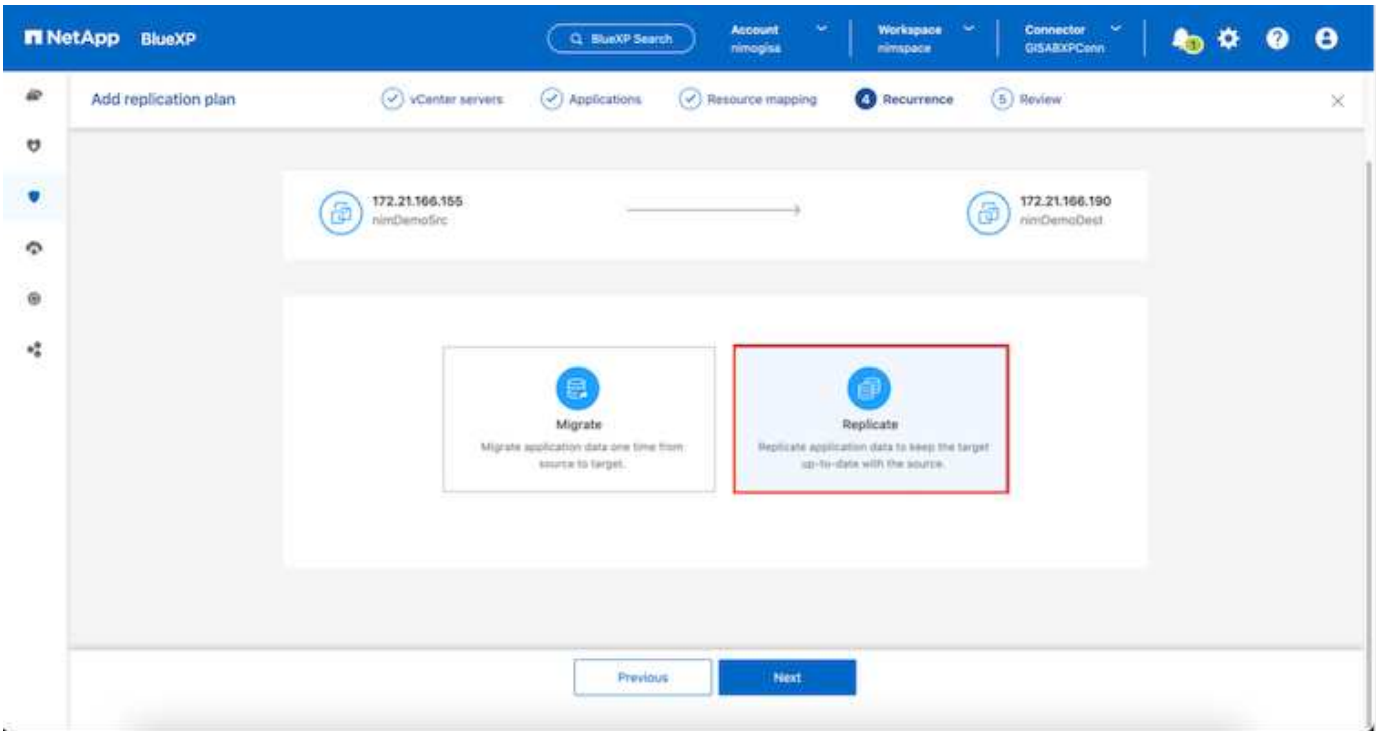 NetApp BlueXP
BlueXP Search
Account
nimogisa
Workspace
nimspace
Connector
GISABXPConn
1
Add replication plan
vCenter servers
Applications
Resource mapping
4 Recurrence
5 Review
172.21.166.155
nimDemoSrc
172.21.166.190
nimDemoDest
Migrate
Migrate application data one time from
source to target.
Replicate
Replicate application data to keep the target
up-to-date with the source.
Previous
Next